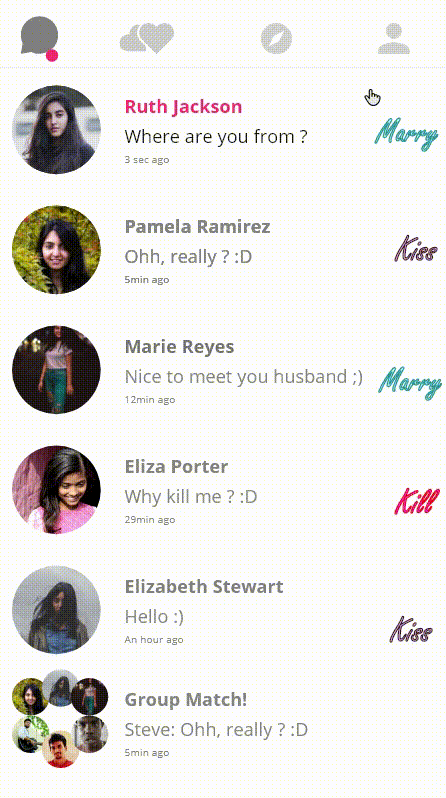 Ruth Jackson
Where are you from ?
3 sec ago
Marry
Pamela Ramirez
Ohh, really ? :D
5min ago
Kiss
Marie Reyes
Nice to meet you husband ;)
12min ago
Marry
Eliza Porter
Why kill me ? :D
29min ago
Kill
Elizabeth Stewart
Hello :)
An hour ago
Kiss
Group Match!
Steve: Ohh, really ? :D
5min ago